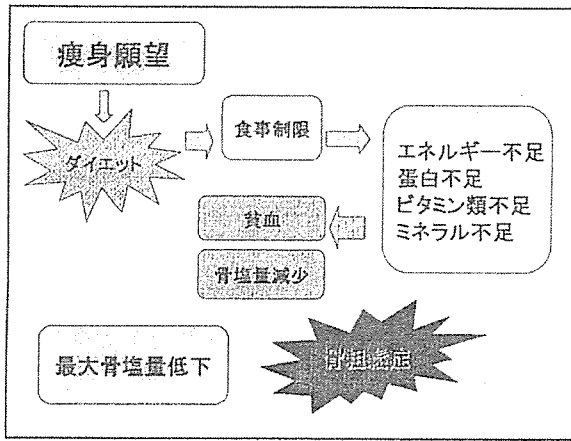 痩身願望
ダイエット
食事制限
エネルギー不足
蛋白不足
ビタミン類不足
ミネラル不足
貧血
骨塩量減少
最大骨塩量低下
骨粗鬆症